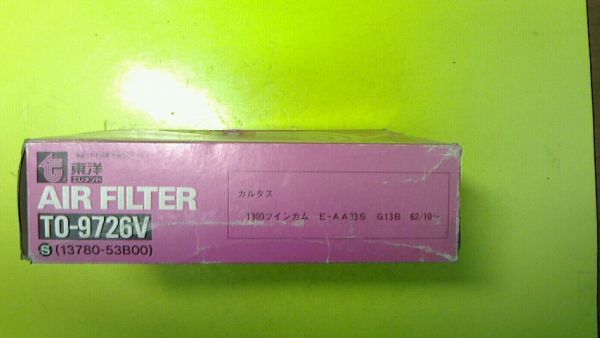 東洋
エレメント
AIR FILTER
TO-9726V
S (13780-53B00)
カルタス
1300ツインカム E-AA33S G13B 62/10~